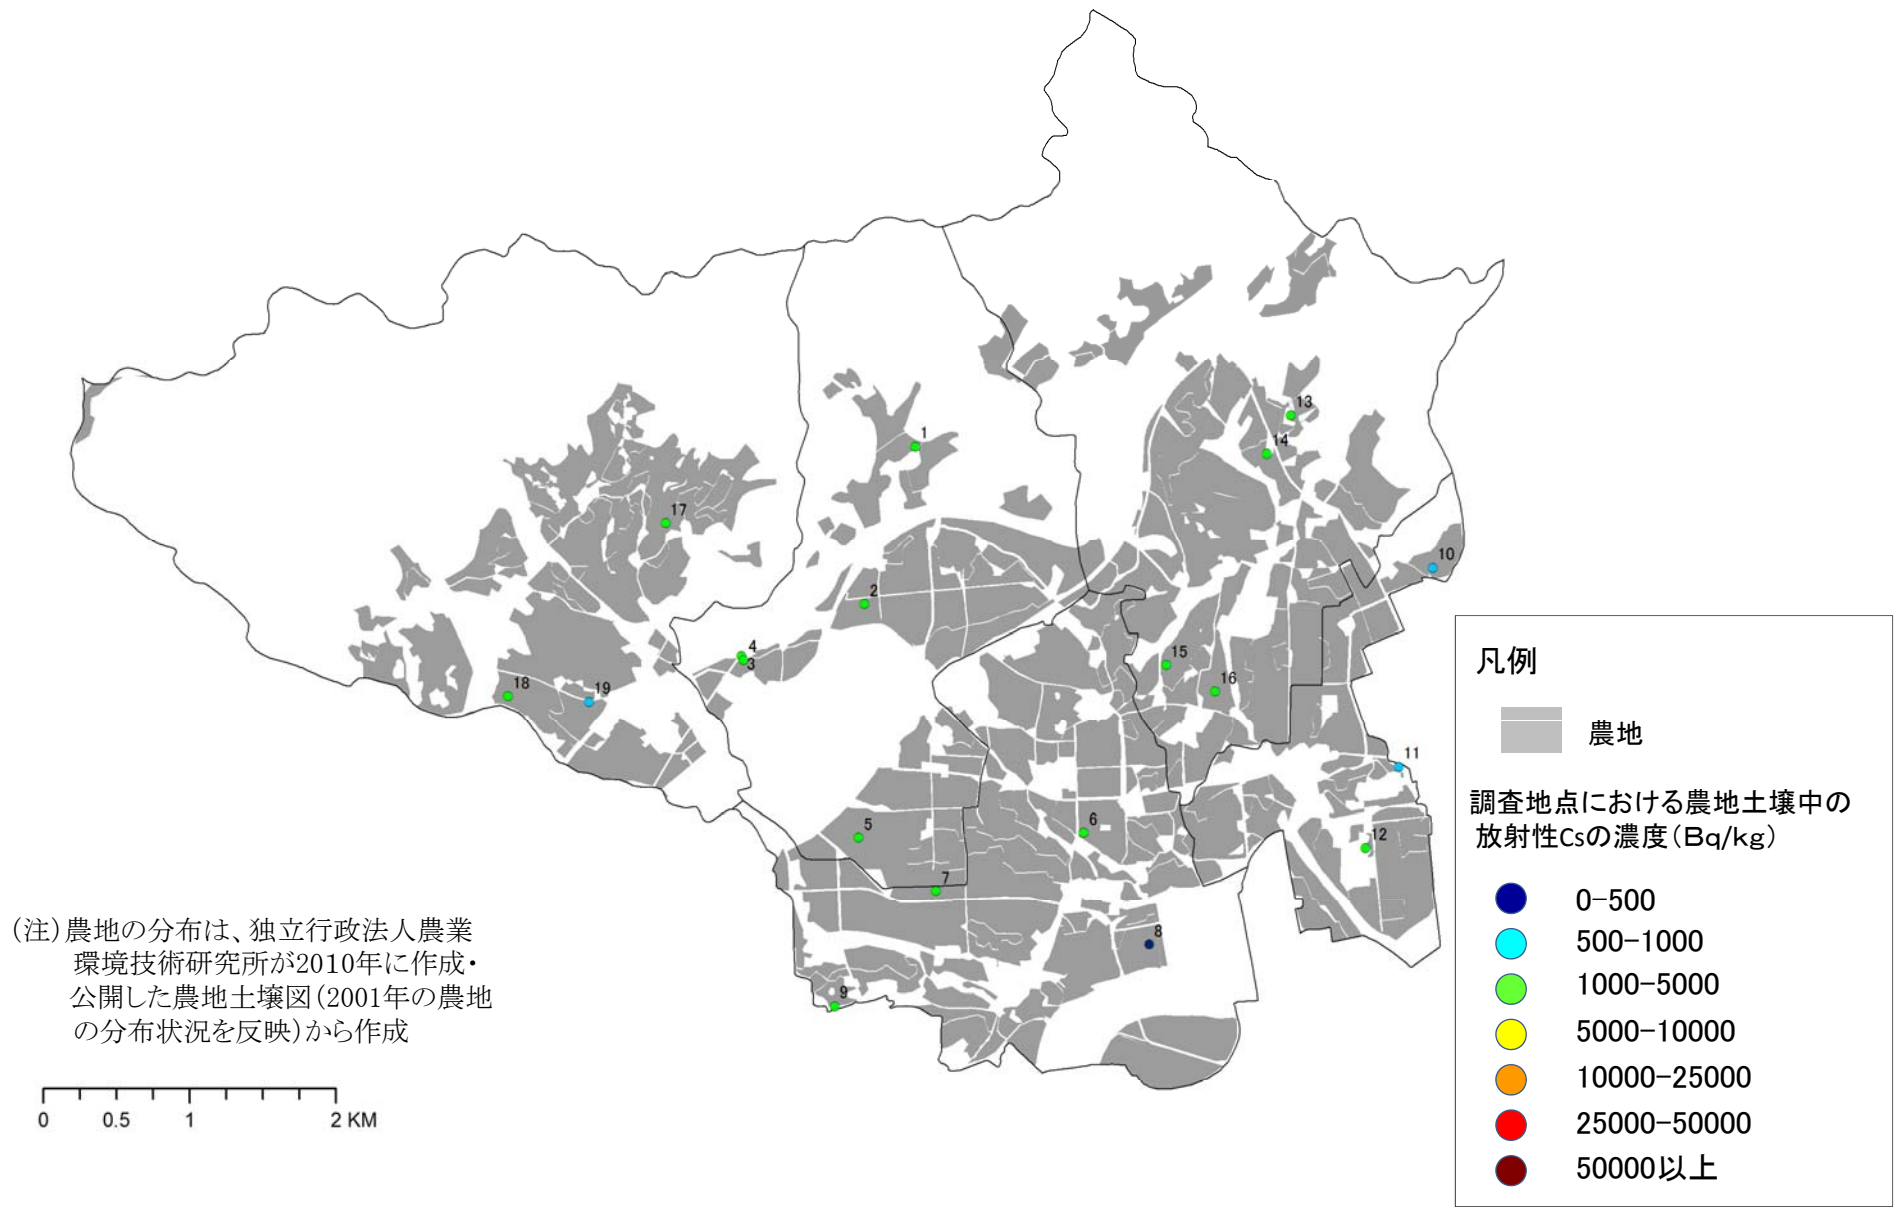 13
1
14
17
10
2
4
3
15
16
18
19
11
5
6
12
7
8
9
凡例
農地
調査地点における農地土壌中の
放射性Csの濃度（Bq/kg）
0−500
500−1000
1000−5000
5000−10000
10000−25000
25000−50000
50000以上
（注）農地の分布は、独立行政法人農業
環境技術研究所が2010年に作成・
公開した農地土壌図（2001年の農地
の分布状況を反映）から作成
0 0.5 1 2 KM